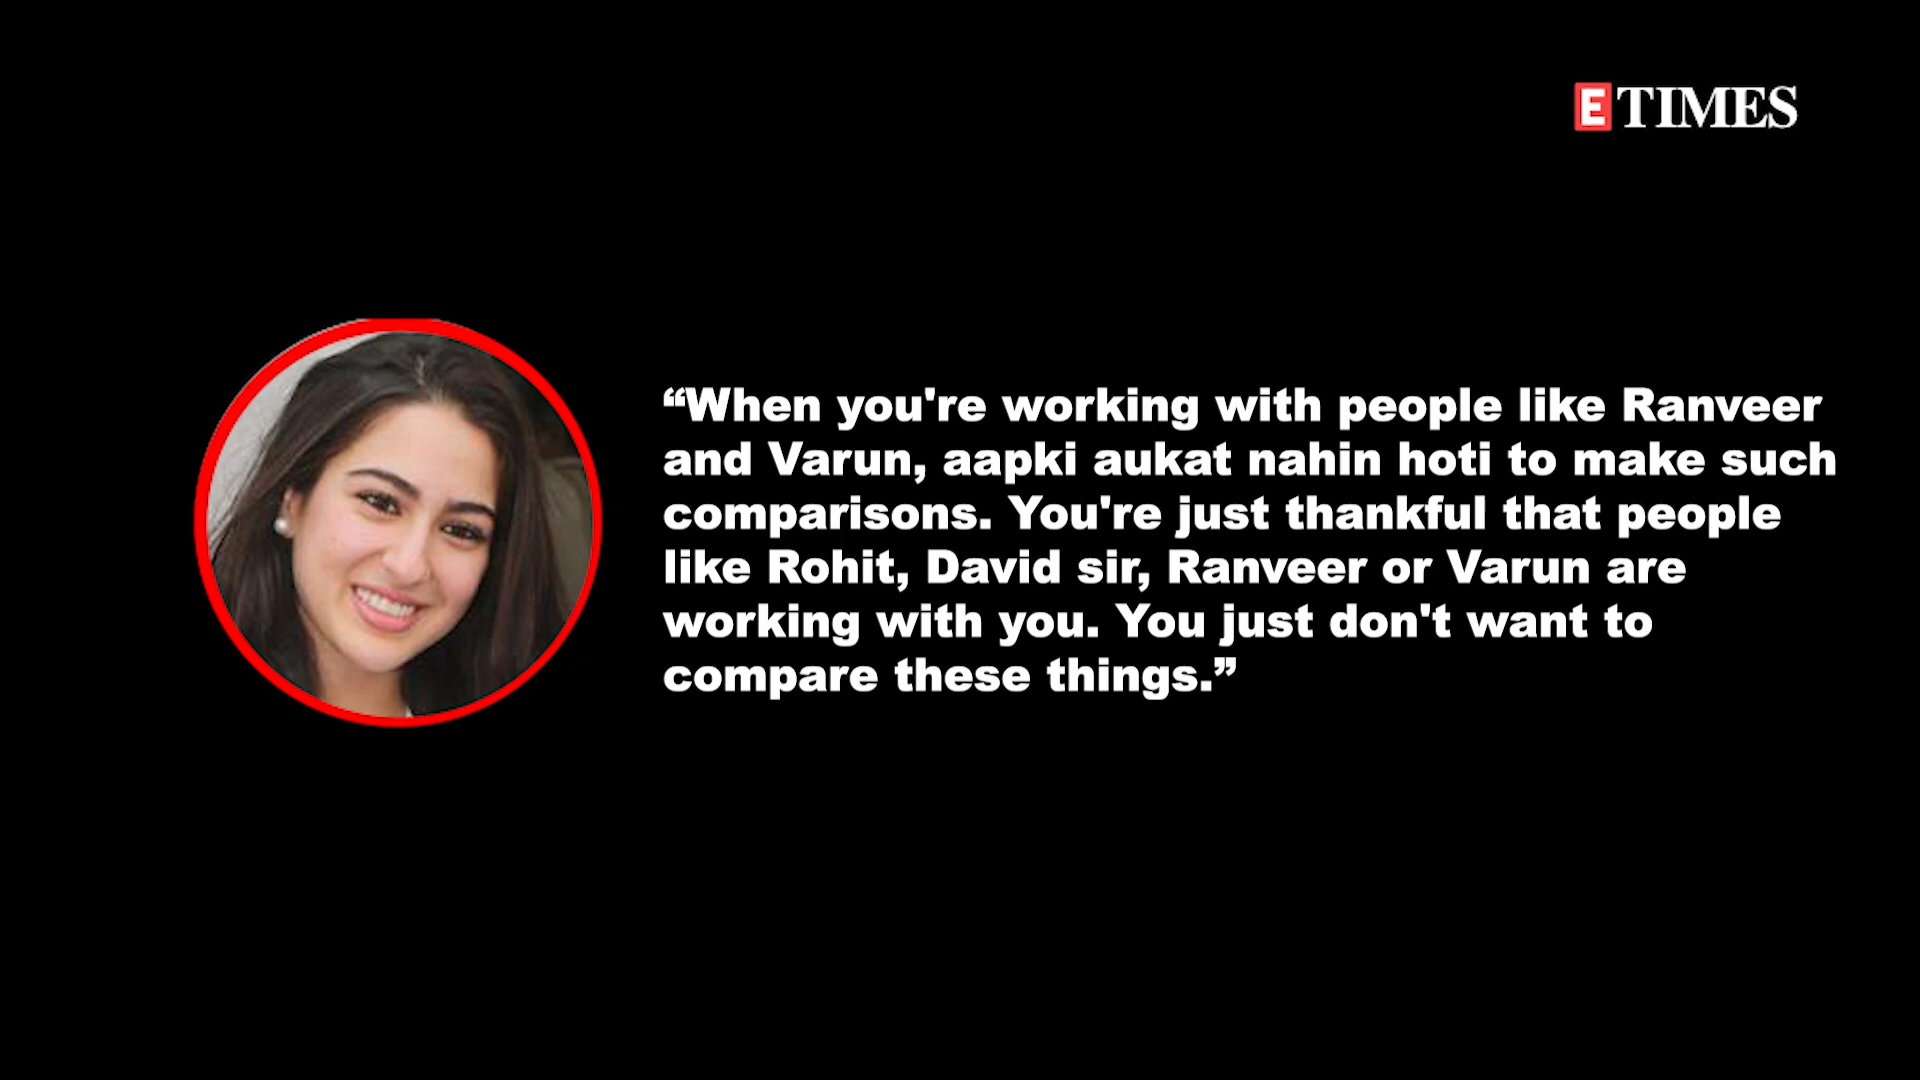 E TIMES
“When you're working with people like Ranveer
and Varun, aapki aukat nahin hoti to make such
comparisons. You're just thankful that people
like Rohit, David sir, Ranveer or Varun are
working with you. You just don't want to
compare these things.”